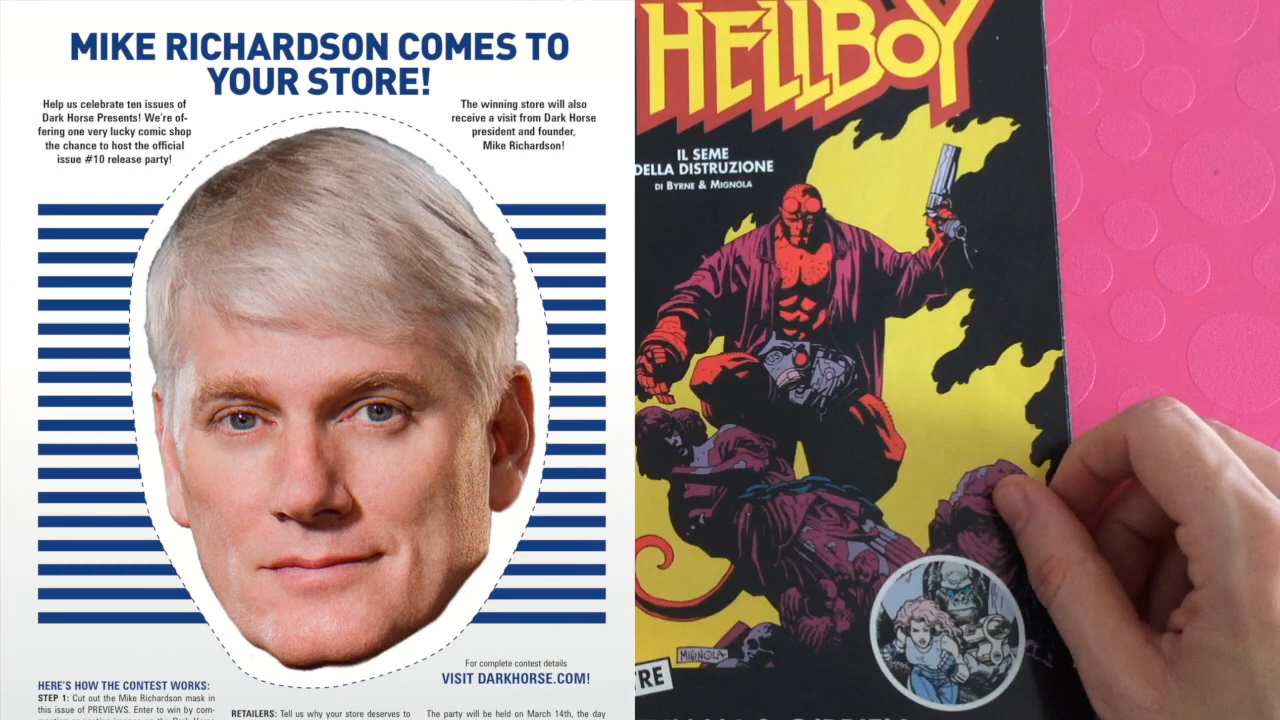 MIKE RICHARDSON COMES TO
YOUR STORE!
Help us celebrate ten issues of
Dark Horse Presents! We're of-
fering one very lucky comic shop
the chance to host the official
issue #10 release party!
The winning store will also
receive a visit from Dark Horse
president and founder,
Mike Richardson!
For complete contest details
VISIT DARKHORSE.COM!
HERE'S HOW THE CONTEST WORKS:
STEP 1: Cut out the Mike Richardson mask in
this issue of PREVIEWS. Enter to win by com-
RETAILERS: Tell us why your store deserves to
The party will be held on March 14th, the day
HELLBOY
IL SEME
DELLA DISTRUZIONE
DI BYRNE & MIGNOLA
MIGNOLA